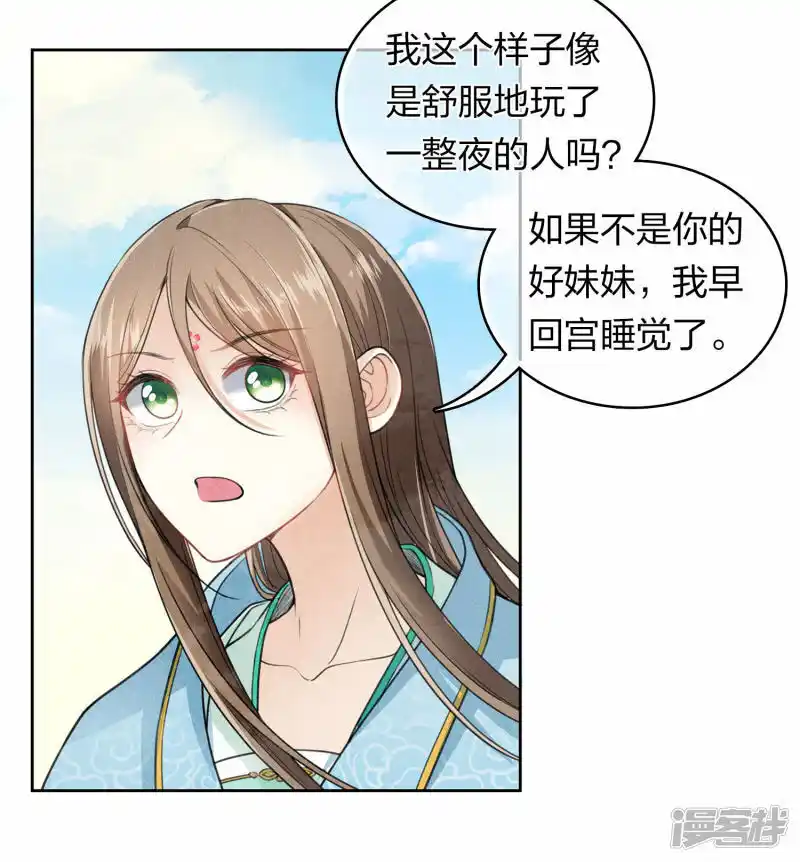 我这个样子像
是舒服地玩了
一整夜的人吗？
如果不是你的
好妹妹，我早
回宫睡觉了。
漫客栈